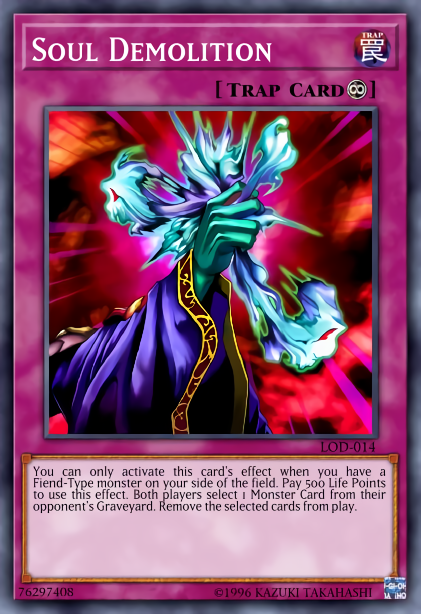 Soul Demolition
TRAP
罠
[Trap Card]
LOD-014
You can only activate this card's effect when you have a
Fiend-Type monster on your side of the field. Pay 500 Life Points
to use this effect. Both players select 1 Monster Card from their
opponent's Graveyard. Remove the selected cards from play.
76297408
©1996 KAZUKI TAKAHASHI